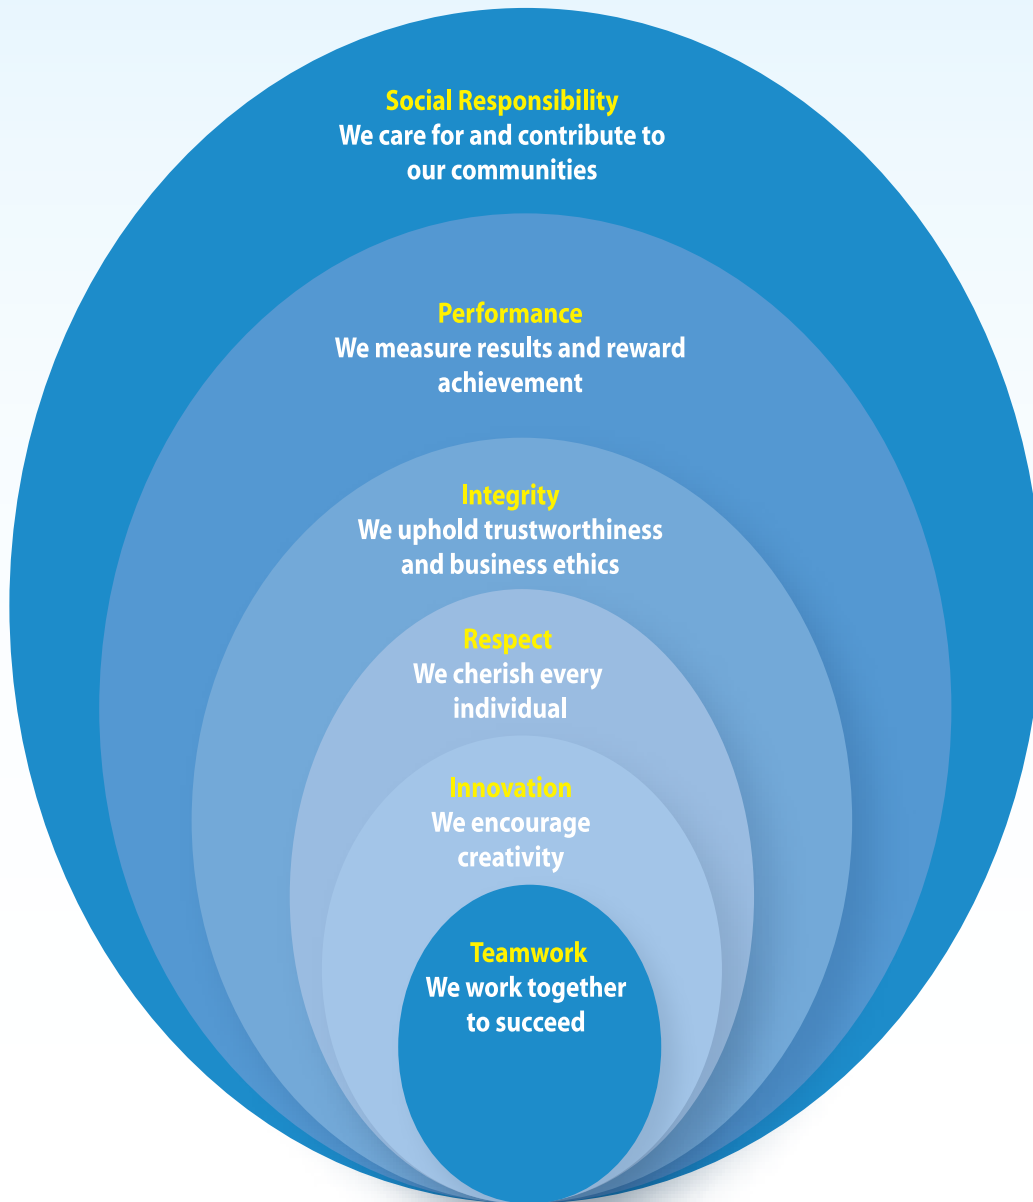 Social Responsibility
We care for and contribute to
our communities
Performance
We measure results and reward
achievement
Integrity
We uphold trustworthiness
and business ethics
Respect
We cherish every
individual
Innovation
We encourage
creativity
Teamwork
We work together
to succeed